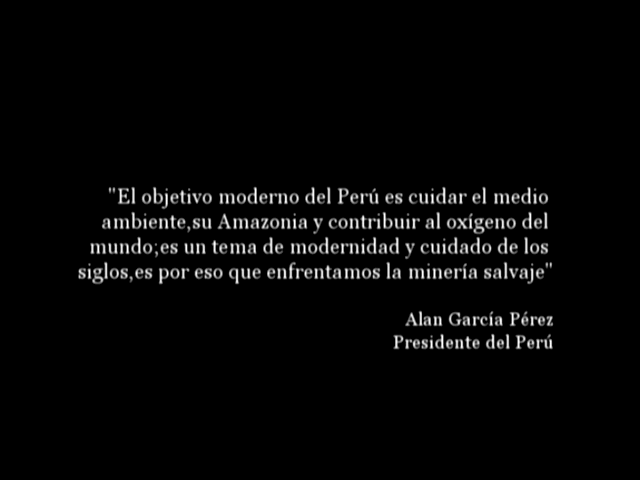 "El objetivo moderno del Perú es cuidar el medio
ambiente,su Amazonia y contribuir al oxígeno del
mundo;es un tema de modernidad y cuidado de los
siglos,es por eso que enfrentamos la minería salvaje"
Alan García Pérez
Presidente del Perú